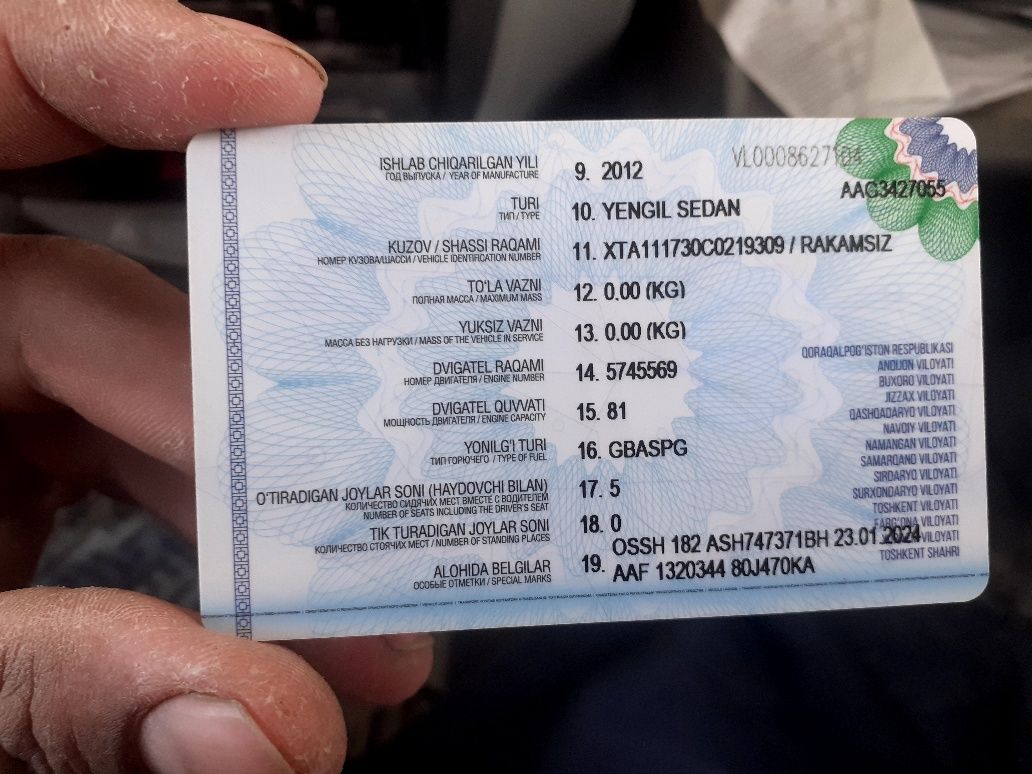 VL0008627104
AAG3427055
ISHLAB CHIQARILGAN YILI 9. 2012
ГОД ВЫПУСКА / YEAR OF MANUFACTURE
TURI 10. YENGIL SEDAN
ТИП / TYPE
KUZOV / SHASSI RAQAMI 11. XTA111730C0219309 / RAKAMSIZ
НОМЕР КУЗОВА/ШАССИ / VEHICLE IDENTIFICATION NUMBER
TO'LA VAZNI 12. 0.00 (KG)
ПОЛНАЯ МАССА / MAXIMUM MASS
YUKSIZ VAZNI 13. 0.00 (KG)
МАССА БЕЗ НАГРУЗКИ / MASS OF THE VEHICLE IN SERVICE
DVIGATEL RAQAMI 14. 5745569
НОМЕР ДВИГАТЕЛЯ / ENGINE NUMBER
DVIGATEL QUVVATI 15. 81
МОЩНОСТЬ ДВИГАТЕЛЯ / ENGINE CAPACITY
YONILG'I TURI 16. GBASPG
ТИП ГОРЮЧЕГО / TYPE OF FUEL
O'TIRADIGAN JOYLAR SONI (HAYDOVCHI BILAN) 17. 5
КОЛИЧЕСТВО СИДЯЧИХ МЕСТ ВМЕСТЕ С ВОДИТЕЛЕМ
NUMBER OF SEATS INCLUDING THE DRIVER'S SEAT
TIK TURADIGAN JOYLAR SONI 18. 0
КОЛИЧЕСТВО СТОЯЧИХ МЕСТ / NUMBER OF STANDING PLACES
ALOHIDA BELGILAR 19. OSSH 182 ASH747371BH 23.01.2024
ОСОБЫЕ ОТМЕТКИ / SPECIAL MARKS
AAF 1320344 80J470KA
QORAQALPOG'ISTON RESPUBLIKASI
ANDIJON VILOYATI
BUXORO VILOYATI
JIZZAX VILOYATI
QASHQADARYO VILOYATI
NAVOIY VILOYATI
NAMANGAN VILOYATI
SAMARQAND VILOYATI
SIRDARYO VILOYATI
SURXONDARYO VILOYATI
TOSHKENT VILOYATI
FARG'ONA VILOYATI
VILOYATI
TOSHKENT SHAHRI